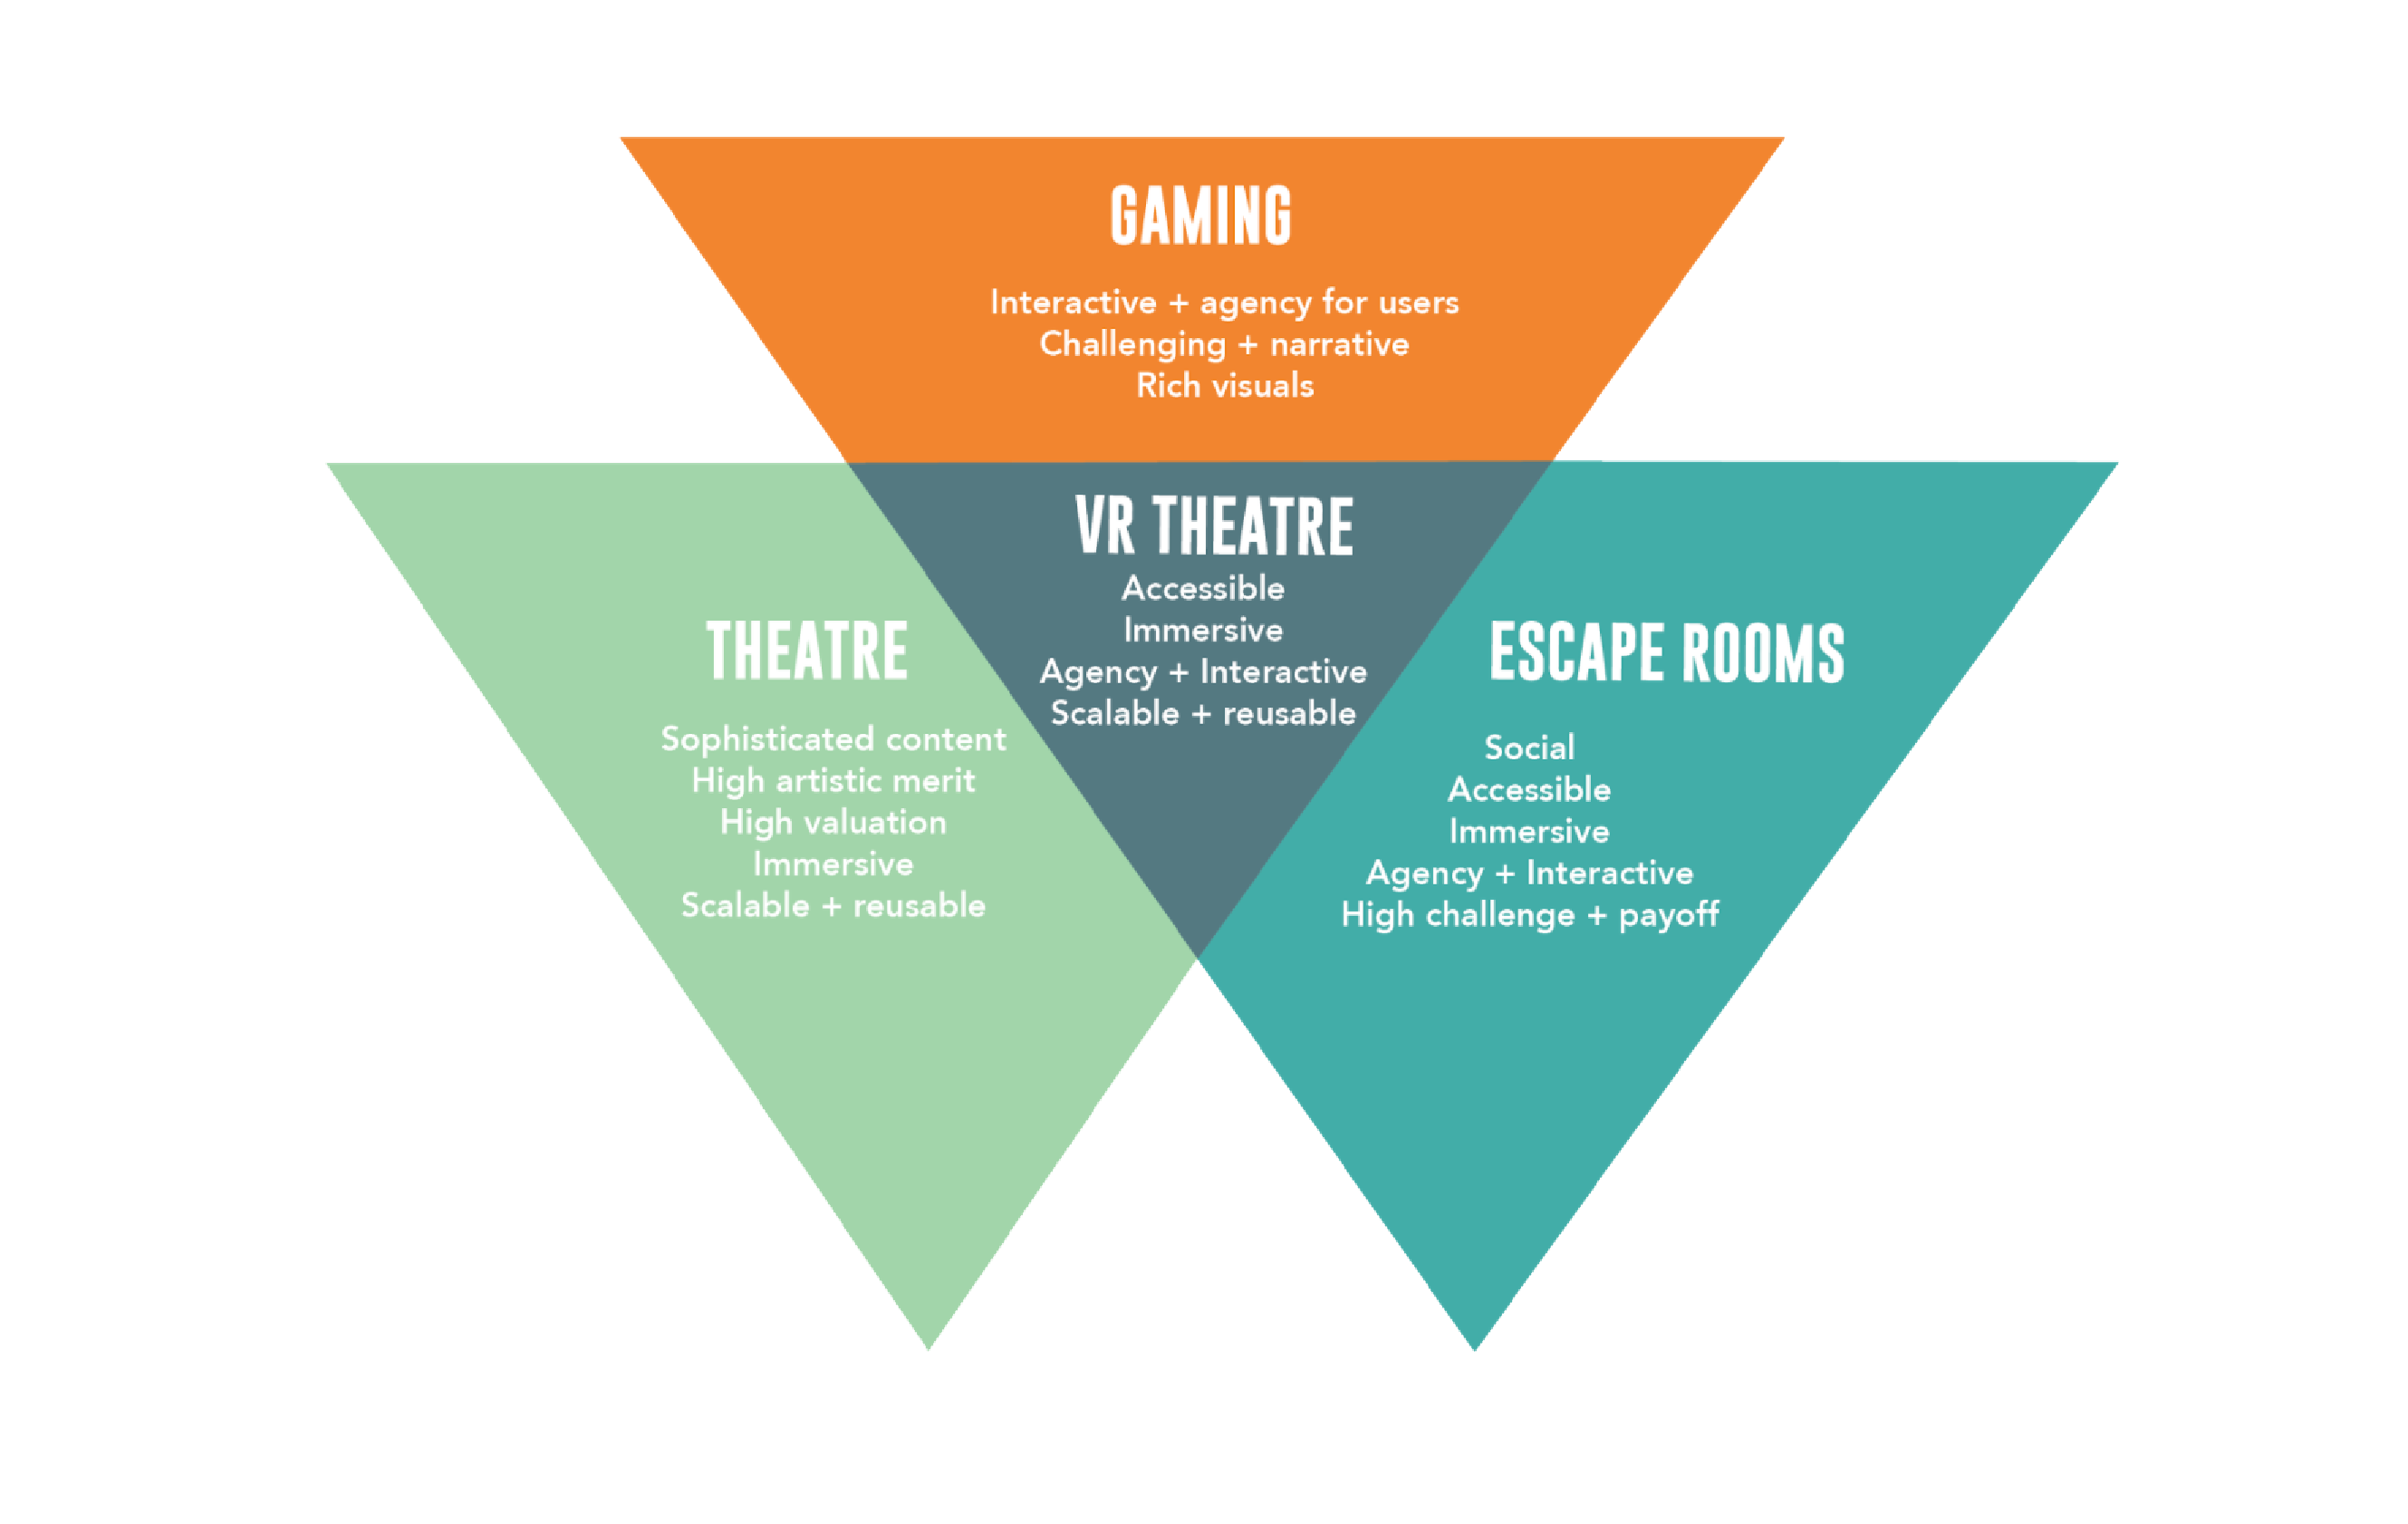 GAMING
Interactive + agency for users
Challenging + narrative
Rich visuals
VR THEATRE
Accessible
Immersive
Agency + Interactive
Scalable + reusable
THEATRE
Sophisticated content
High artistic merit
High valuation
Immersive
Scalable + reusable
ESCAPE ROOMS
Social
Accessible
Immersive
Agency + Interactive
High challenge + payoff